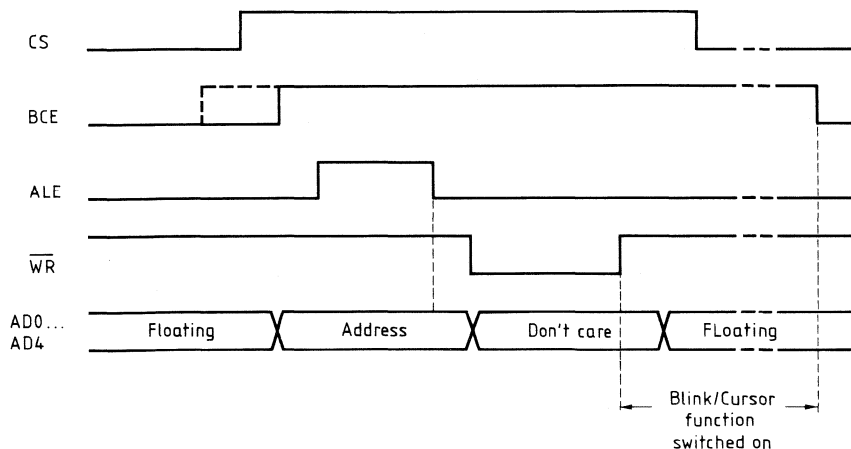 CS
BCE
ALE
WR
AD0...
AD4
Floating
Address
Don't care
FLoating
Blink/Cursor
function
switched on